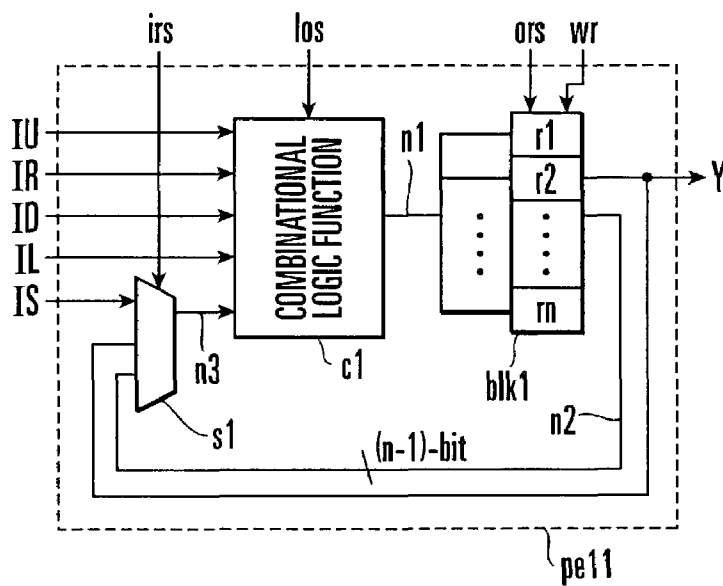 irs
los
ors
wr
IU
IR
ID
IL
IS
COMBINATIONAL
LOGIC FUNCTION
n1
r1
r2
rn
Y
n3
c1
blk1
n2
s1
(n-1)-bit
pe11